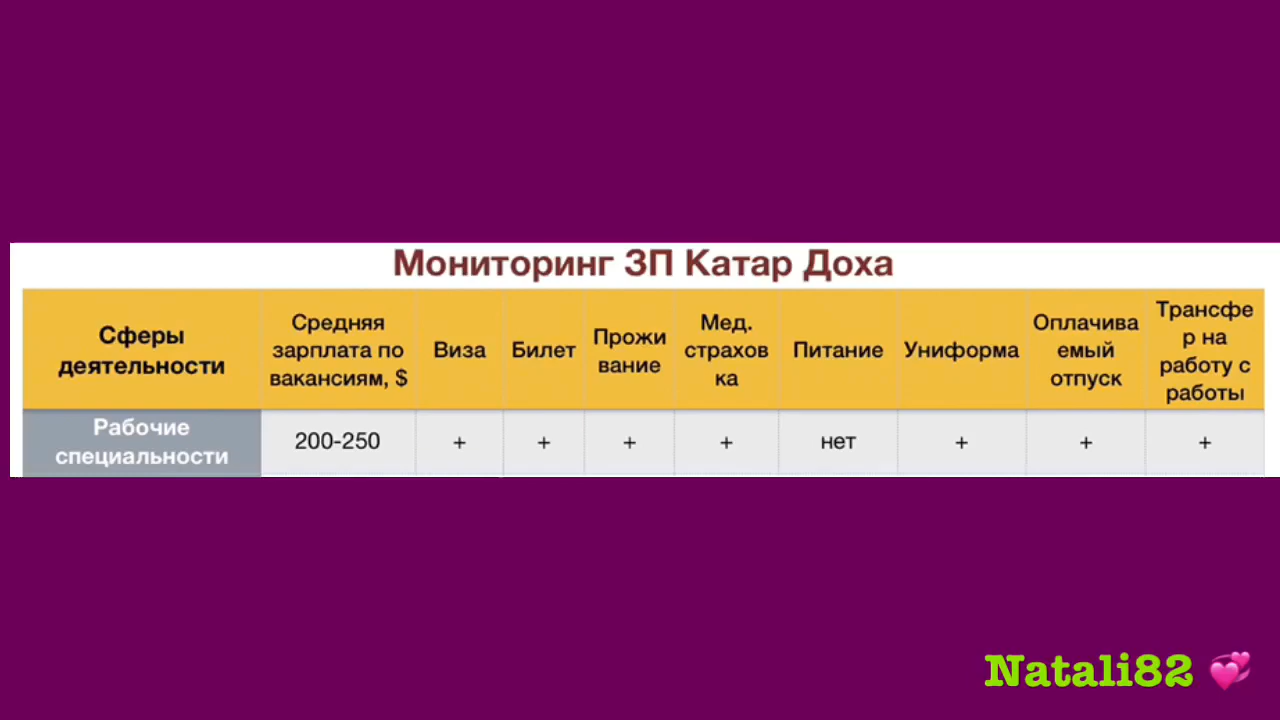 Мониторинг ЗП Катар Доха
Сферы
деятельности
Средняя
зарплата по
вакансиям, $
Виза
Билет
Прожи
вание
Мед.
страхов
ка
Питание
Униформа
Оплачива
емый
отпуск
Трансфе
р на
работу с
работы
Рабочие
специальности
200-250
+
+
+
+
нет
+
+
+
Natali82 💞